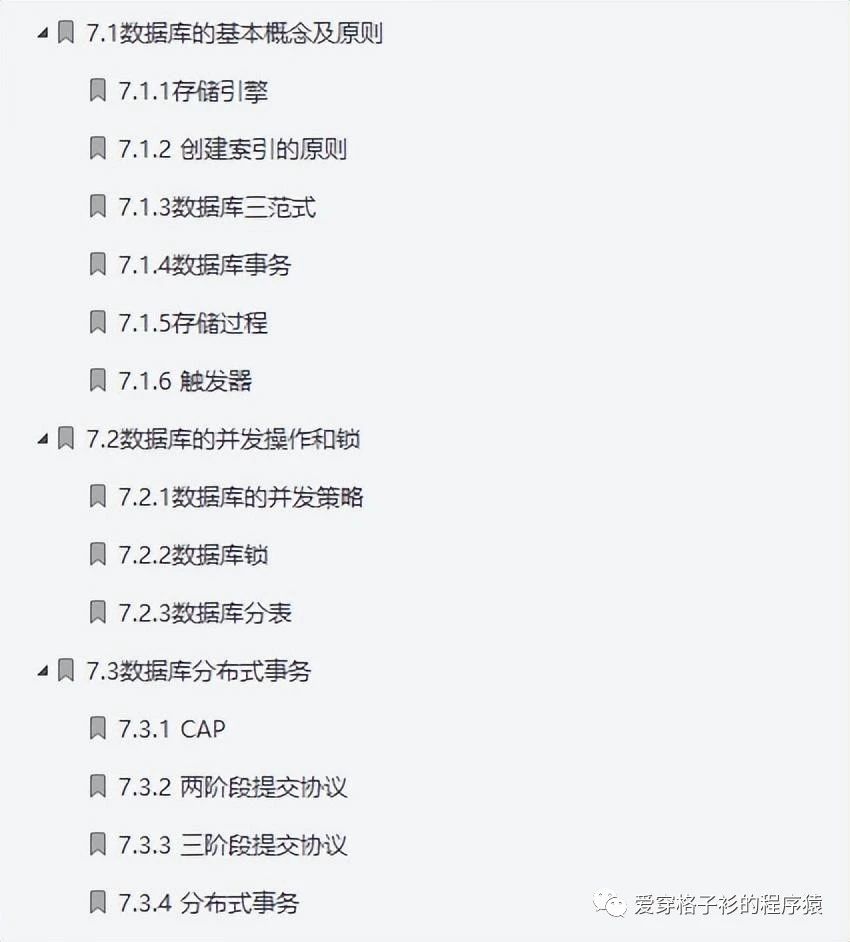 7.1数据库的基本概念及原则
7.1.1存储引擎
7.1.2 创建索引的原则
7.1.3数据库三范式
7.1.4数据库事务
7.1.5存储过程
7.1.6 触发器
7.2数据库的并发操作和锁
7.2.1数据库的并发策略
7.2.2数据库锁
7.2.3数据库分表
7.3数据库分布式事务
7.3.1 CAP
7.3.2 两阶段提交协议
7.3.3 三阶段提交协议
7.3.4 分布式事务
爱穿格子衫的程序猿